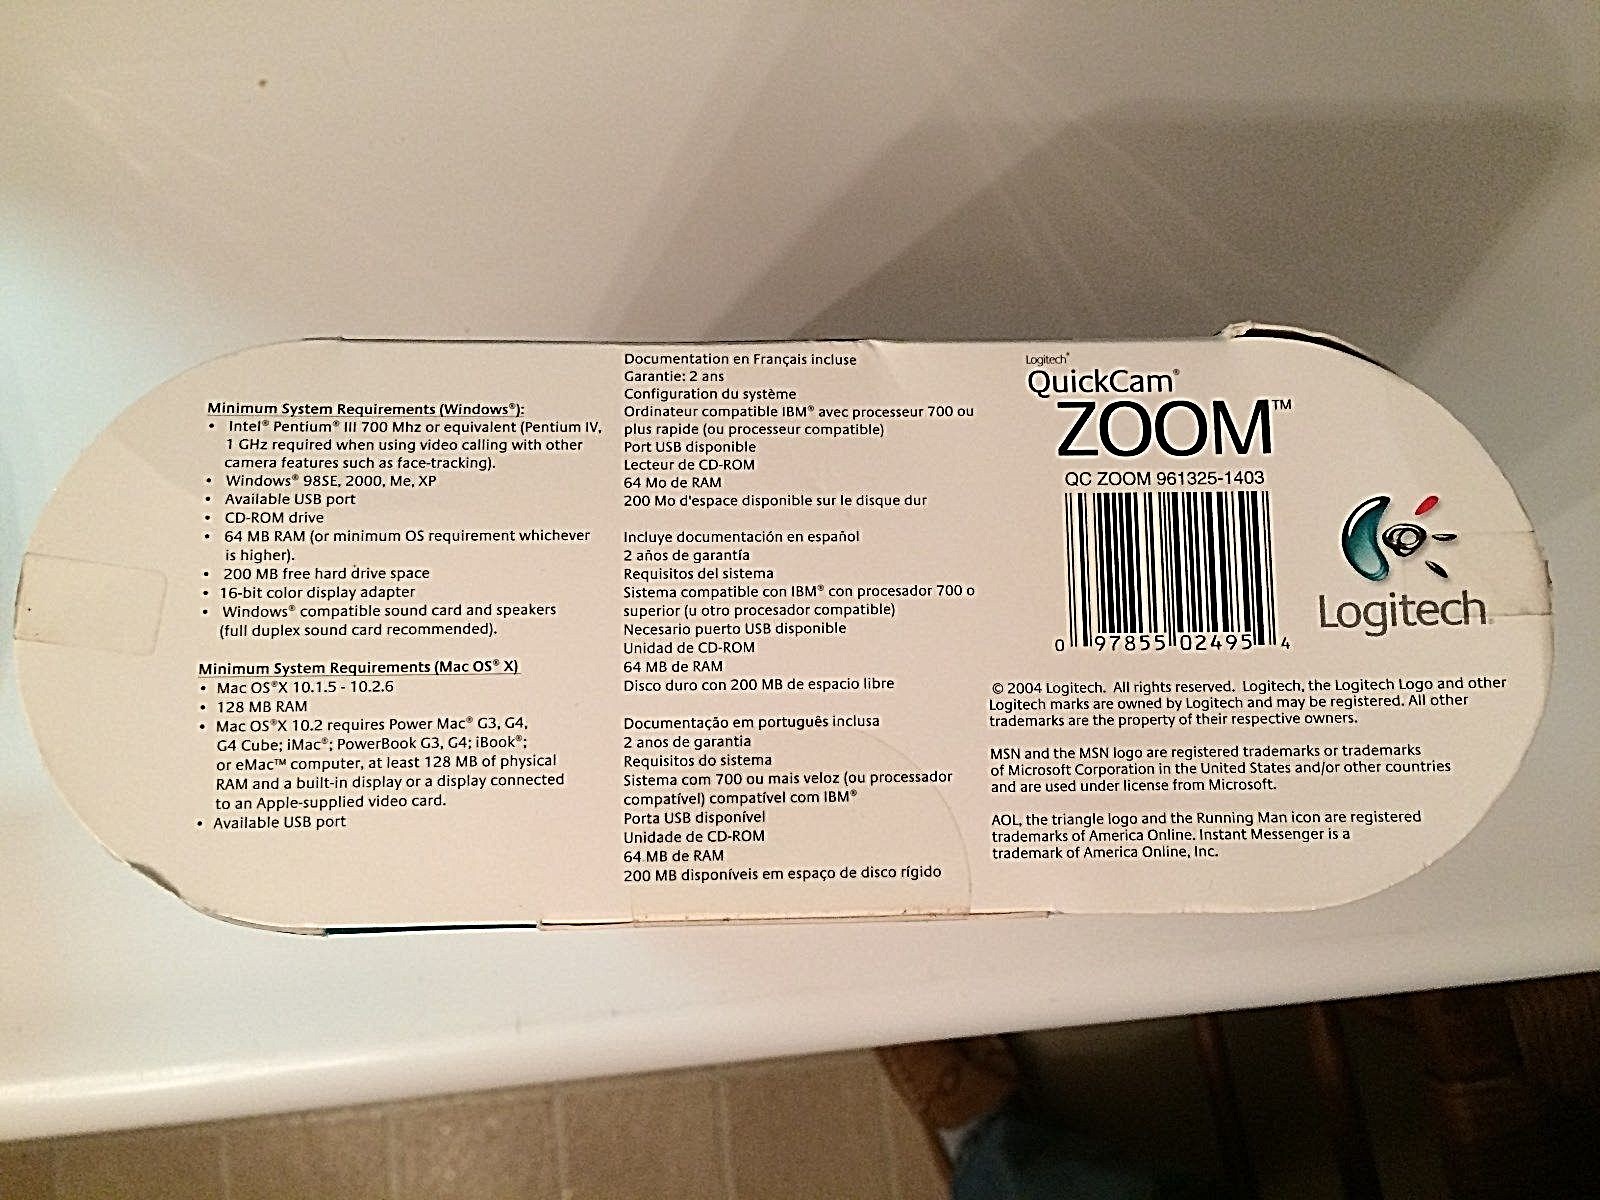 Minimum System Requirements (Windows®):
• Intel® Pentium® III 700 Mhz or equivalent (Pentium IV,
1 GHz required when using video calling with other
camera features such as face-tracking).
• Windows® 98SE, 2000, Me, XP
• Available USB port
• CD-ROM drive
• 64 MB RAM (or minimum OS requirement whichever
is higher).
• 200 MB free hard drive space
• 16-bit color display adapter
• Windows® compatible sound card and speakers
(full duplex sound card recommended).
Minimum System Requirements (Mac OS® X)
• Mac OS®X 10.1.5 - 10.2.6
• 128 MB RAM
• Mac OS®X 10.2 requires Power Mac® G3, G4,
G4 Cube; iMac®; PowerBook G3, G4; iBook®;
or eMac™ computer, at least 128 MB of physical
RAM and a built-in display or a display connected
to an Apple-supplied video card.
• Available USB port
Documentation en Français incluse
Garantie: 2 ans
Configuration du système
Ordinateur compatible IBM® avec processeur 700 ou
plus rapide (ou processeur compatible)
Port USB disponible
Lecteur de CD-ROM
64 Mo de RAM
200 Mo d'espace disponible sur le disque dur
Incluye documentación en español
2 años de garantía
Requisitos del sistema
Sistema compatible con IBM® con procesador 700 o
superior (u otro procesador compatible)
Necesario puerto USB disponible
Unidad de CD-ROM
64 MB de RAM
Disco duro con 200 MB de espacio libre
Documentação em português inclusa
2 anos de garantia
Requisitos do sistema
Sistema com 700 ou mais veloz (ou processador
compatível) compatível com IBM®
Porta USB disponível
Unidade de CD-ROM
64 MB de RAM
200 MB disponíveis em espaço de disco rígido
Logitech®
QuickCam®
ZOOM™
QC ZOOM 961325-1403
0 97855 02495 4
Logitech
© 2004 Logitech. All rights reserved. Logitech, the Logitech Logo and other
Logitech marks are owned by Logitech and may be registered. All other
trademarks are the property of their respective owners.
MSN and the MSN logo are registered trademarks or trademarks
of Microsoft Corporation in the United States and/or other countries
and are used under license from Microsoft.
AOL, the triangle logo and the Running Man icon are registered
trademarks of America Online. Instant Messenger is a
trademark of America Online, Inc.